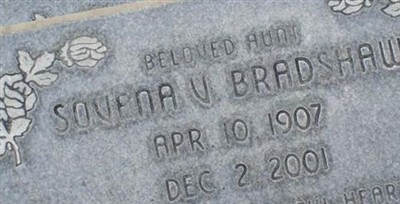 BELOVED AUNT
SOVENA V. BRADSHAW
APR. 10, 1907
DEC. 2, 2001